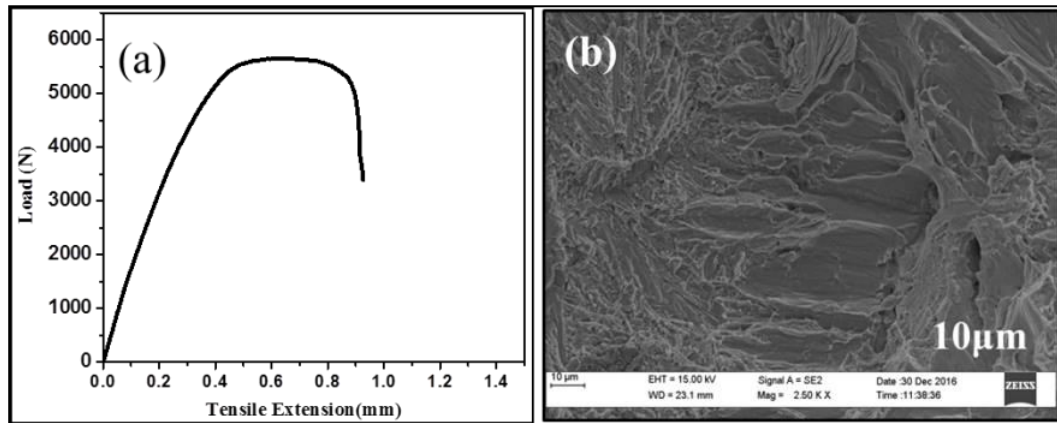 (a)
6000
5000
4000
3000
2000
1000
0
Load (N)
0.0 0.2 0.4 0.6 0.8 1.0 1.2 1.4
Tensile Extension(mm)
(b)
10μm
10 μm
EHT = 15.00 kV Signal A = SE2 Date :30 Dec 2016
WD = 23.1 mm Mag = 2.50 K X Time :11:38:36
ZEISS